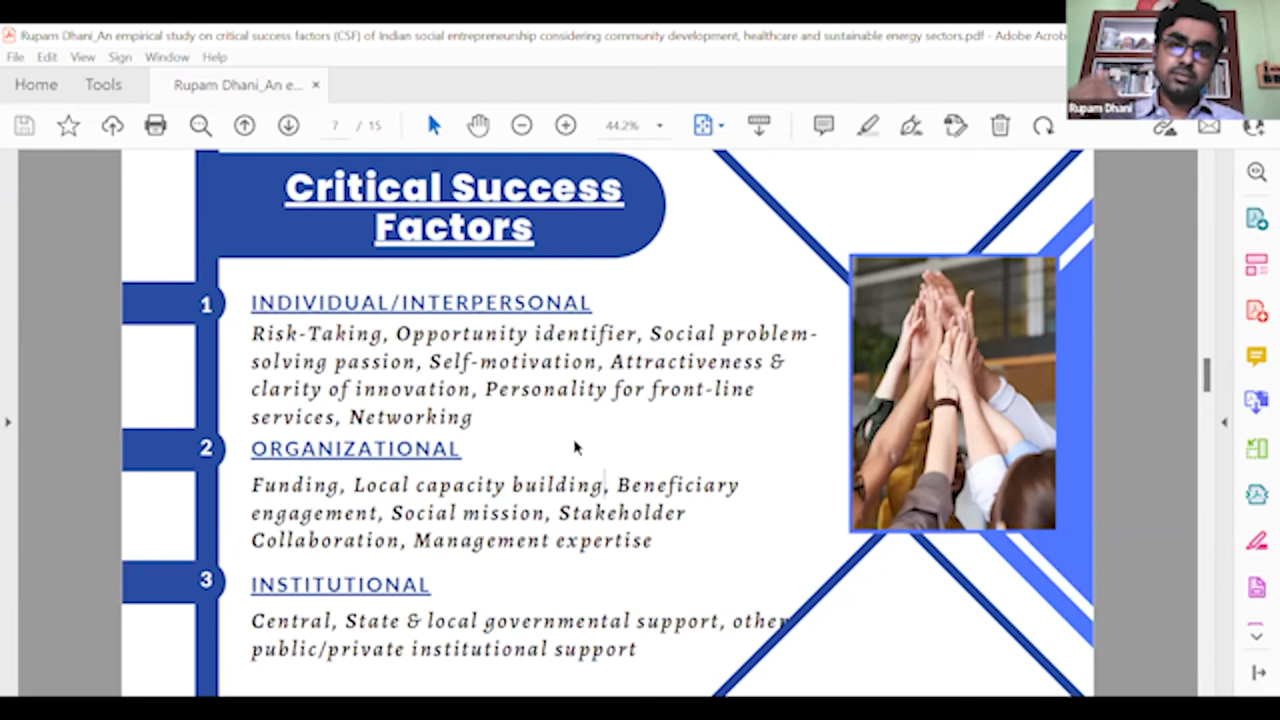 Rupam Dhani_An empirical study on critical success factors (CSF) of Indian social entrepreneurship considering community development, healthcare and sustainable energy sectors.pdf - Adobe Acrob
File Edit View Sign Window Help
Home Tools Rupam Dhani_An e... ×
7 / 15 44.2%
Rupam Dhani
Critical Success
Factors
1 INDIVIDUAL/INTERPERSONAL
Risk-Taking, Opportunity identifier, Social problem-
solving passion, Self-motivation, Attractiveness &
clarity of innovation, Personality for front-line
services, Networking
2 ORGANIZATIONAL
Funding, Local capacity building, Beneficiary
engagement, Social mission, Stakeholder
Collaboration, Management expertise
3 INSTITUTIONAL
Central, State & local governmental support, other
public/private institutional support